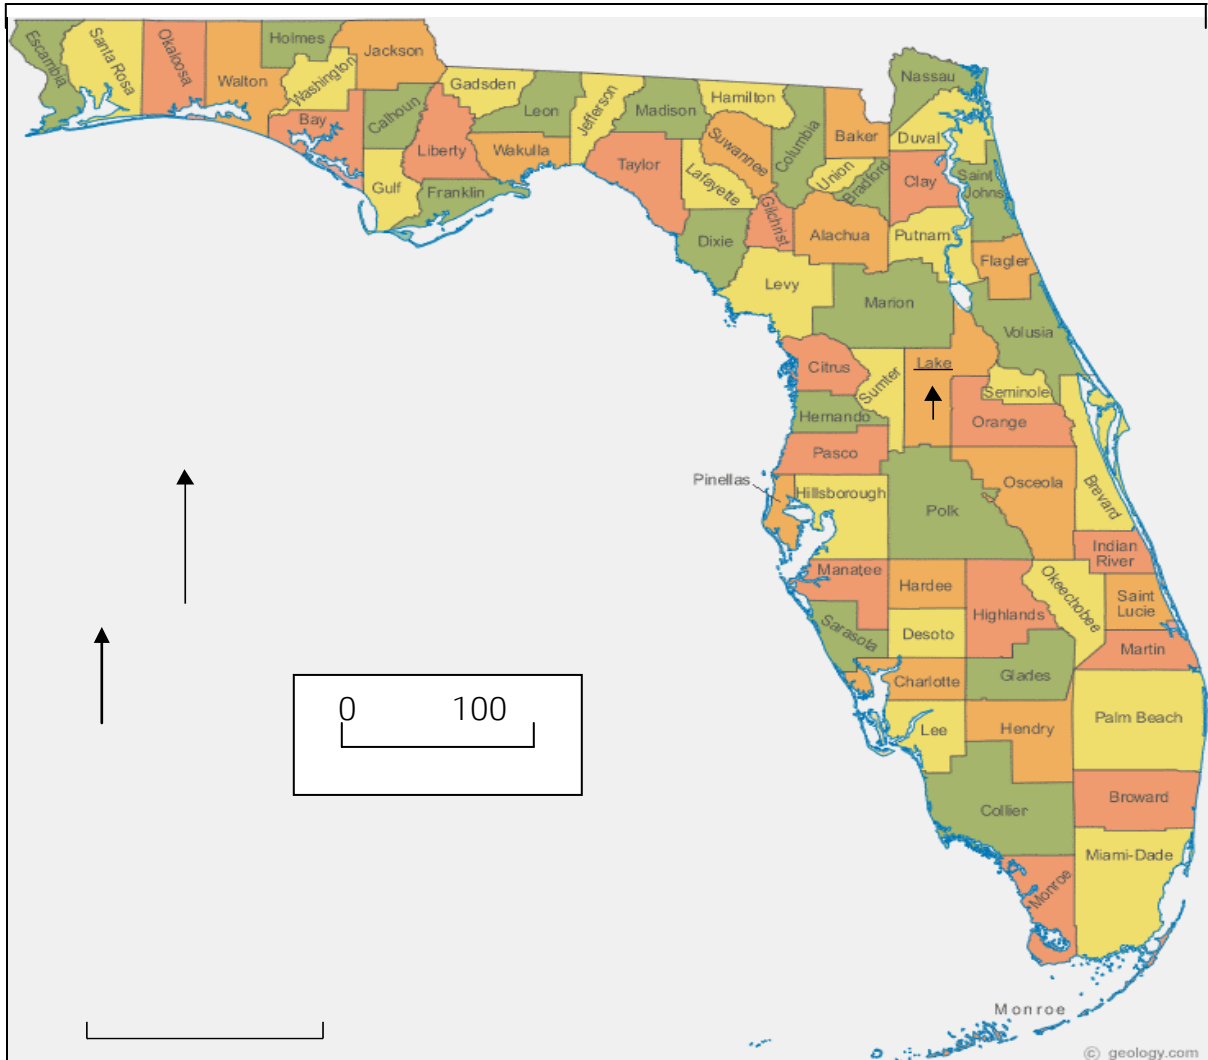 Escambia
Santa Rosa
Okaloosa
Walton
Holmes
Washington
Jackson
Bay
Calhoun
Gulf
Liberty
Gadsden
Franklin
Leon
Wakulla
Jefferson
Madison
Taylor
Hamilton
Suwannee
Lafayette
Dixie
Columbia
Gilchrist
Baker
Union
Bradford
Nassau
Duval
Clay
Saint
Johns
Alachua
Putnam
Flagler
Levy
Marion
Volusia
Citrus
Sumter
Lake
Seminole
Hernando
Orange
Pasco
Pinellas
Hillsborough
Polk
Osceola
Brevard
Indian
River
Manatee
Hardee
Highlands
Okeechobee
Saint
Lucie
Sarasota
Desoto
Martin
Charlotte
Glades
Lee
Hendry
Palm Beach
Collier
Broward
Miami-Dade
Monroe
Monroe
0 100
© geology.com